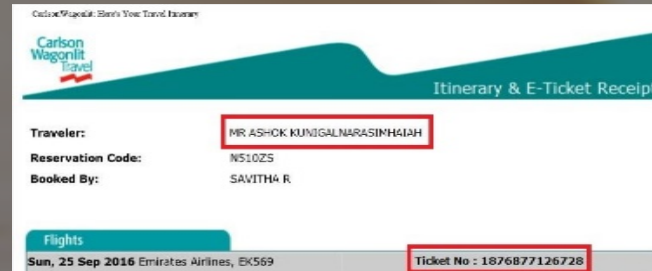 Carlson Wagonlit: Here's Your Travel Itinerary
Carlson
Wagonlit
Travel
Itinerary & E-Ticket Receipt
Traveler: MR ASHOK KUNIGALNARASIMHAIAH
Reservation Code: N510ZS
Booked By: SAVITHA R
Flights
Sun, 25 Sep 2016 Emirates Airlines, EK569 Ticket No : 1876877126728